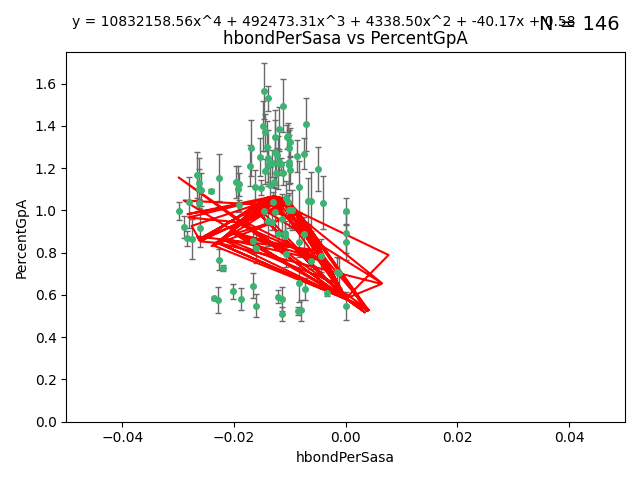 y = 10832158.56x^4 + 492473.31x^3 + 4338.50x^2 + -40.17x + 0.58
N = 146
hbondPerSasa vs PercentGpA
1.6
1.4
1.2
1.0
0.8
0.6
0.4
0.2
0.0
PercentGpA
−0.04 −0.02 0.00 0.02 0.04
hbondPerSasa